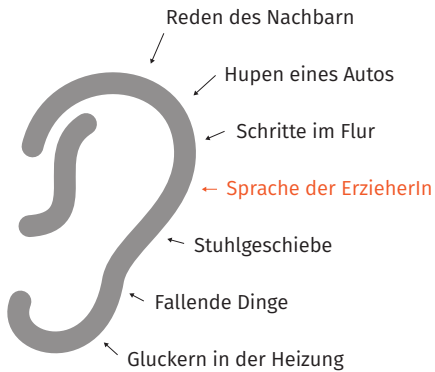 Reden des Nachbarn
Hupen eines Autos
Schritte im Flur
Sprache der ErzieherIn
Stuhlgeschiebe
Fallende Dinge
Gluckern in der Heizung